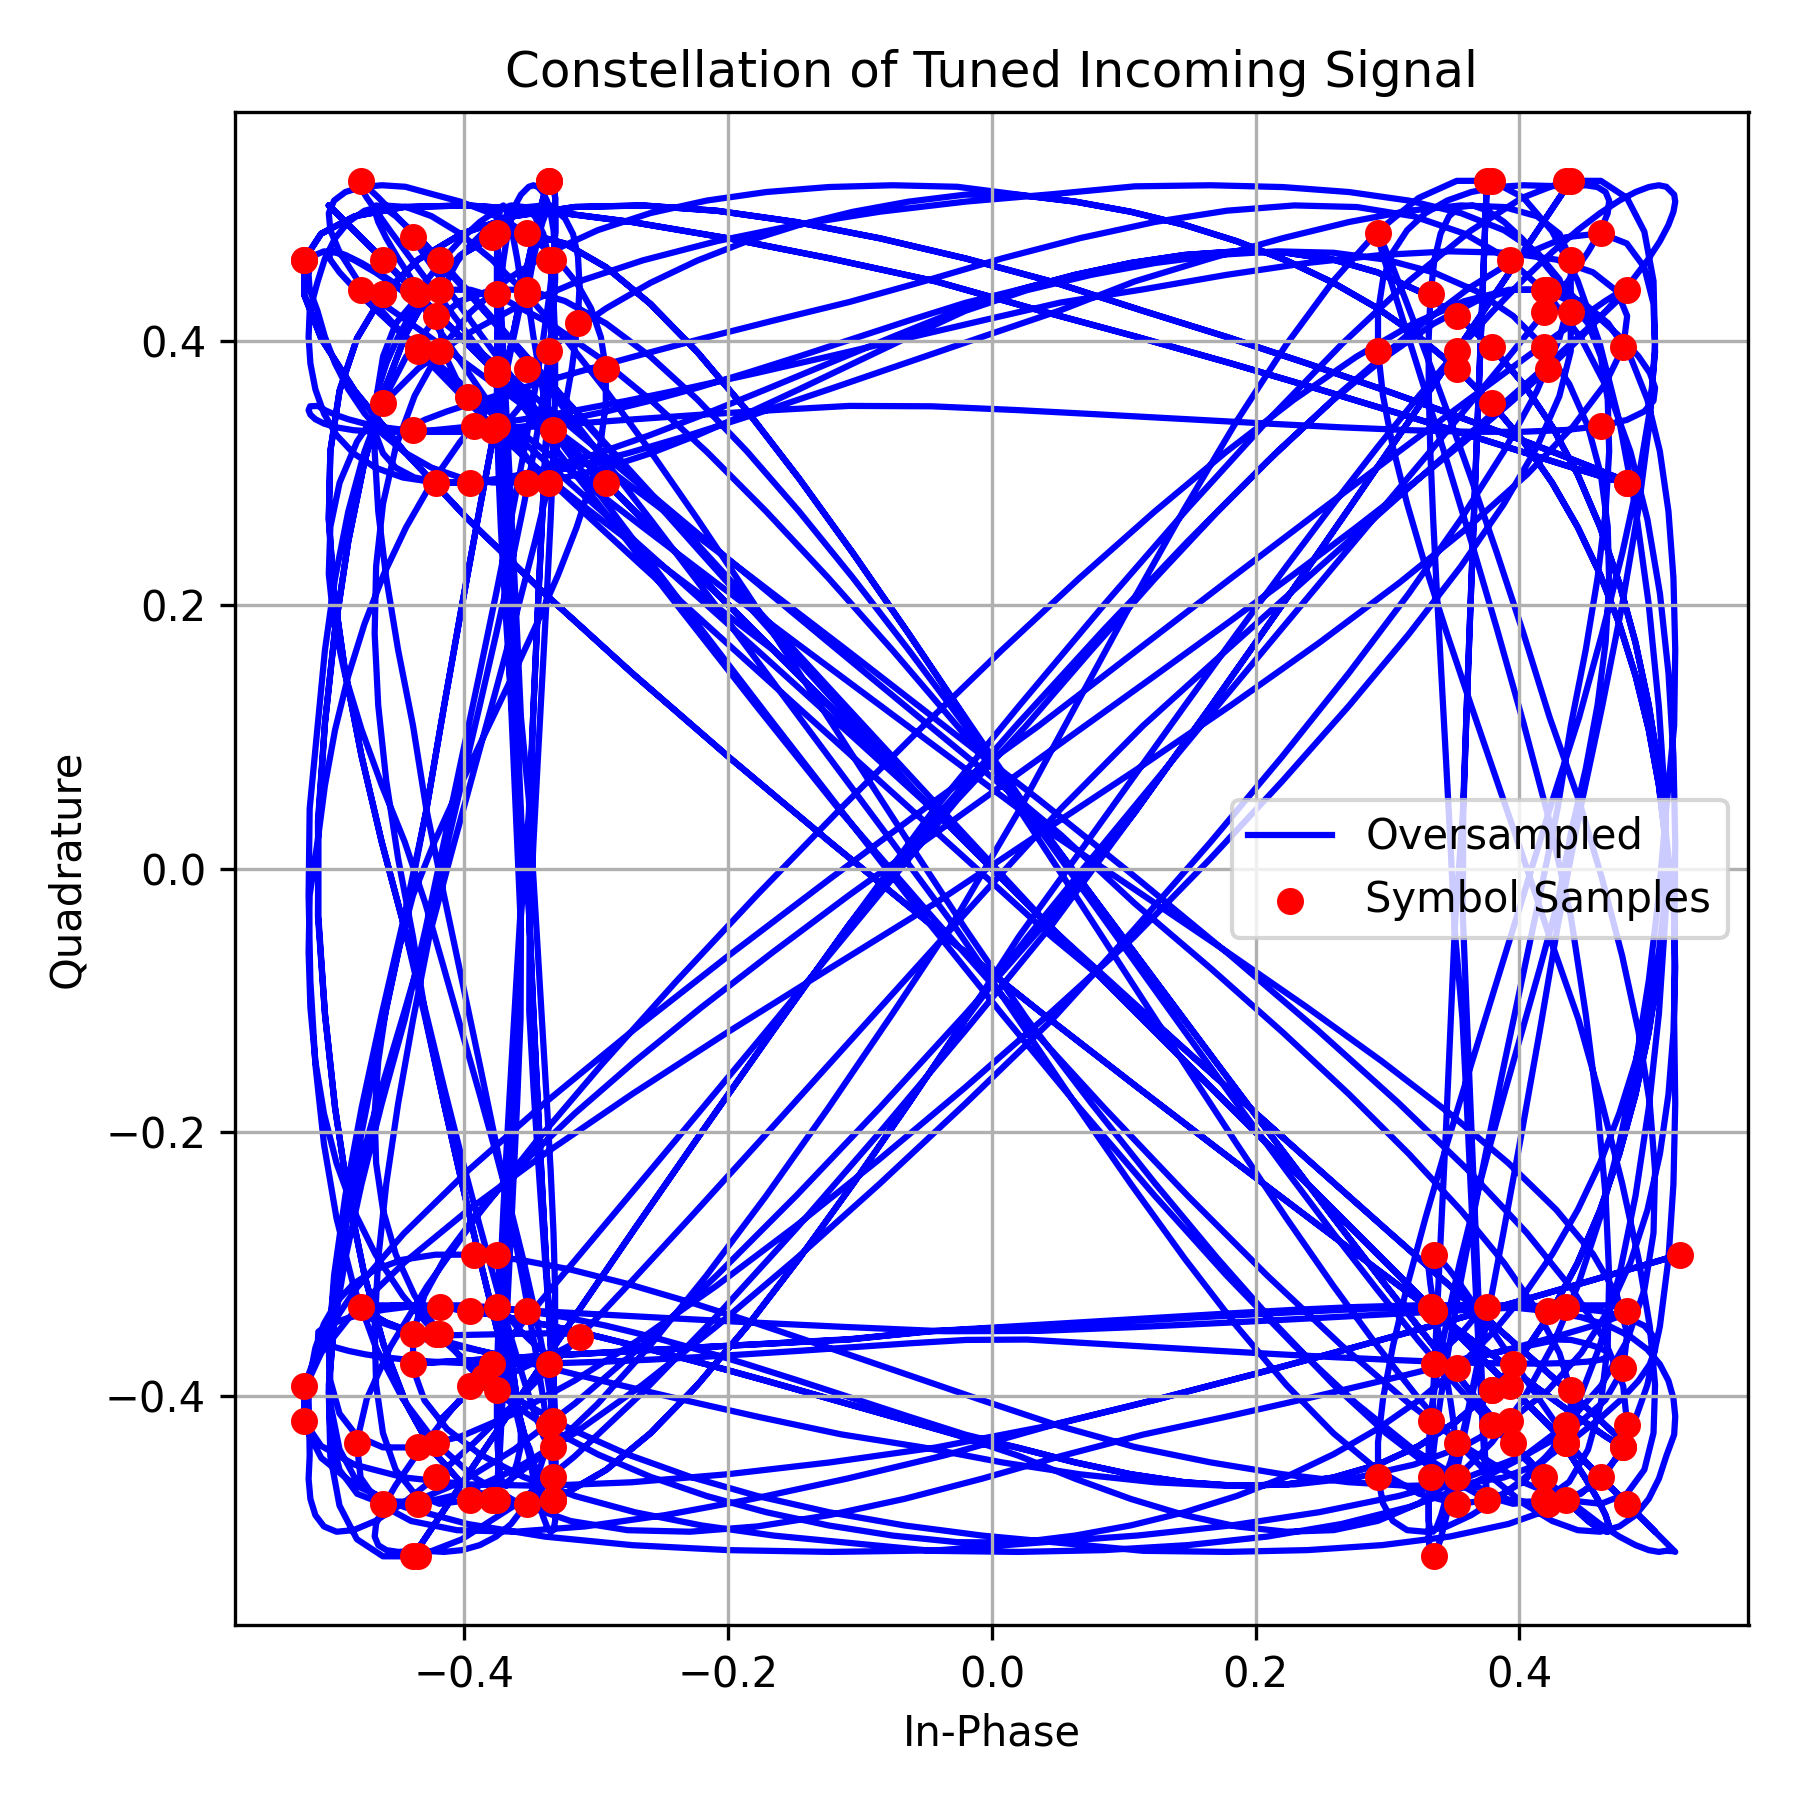 Constellation of Tuned Incoming Signal
0.4
0.2
0.0
−0.2
−0.4
Quadrature
Oversampled
Symbol Samples
−0.4
−0.2
0.0
0.2
0.4
In-Phase